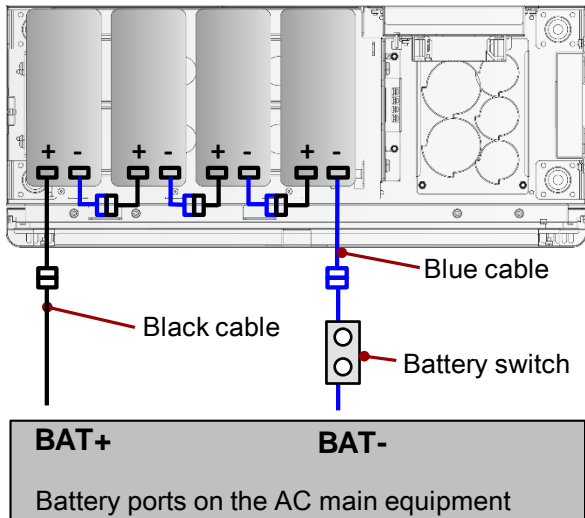 + - + - + - + -
Blue cable
Black cable
Battery switch
BAT+ BAT-
Battery ports on the AC main equipment